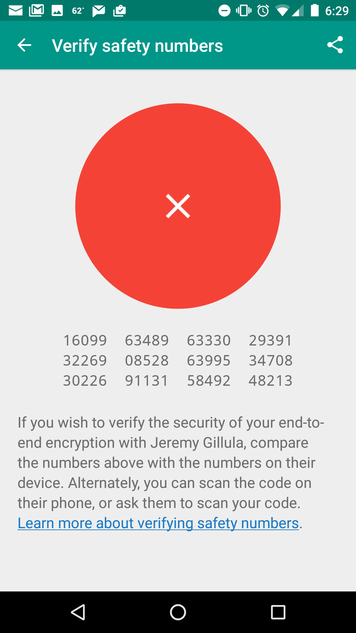 62°
6:29
Verify safety numbers
16099 63489 63330 29391
32269 08528 63995 34708
30226 91131 58492 48213
If you wish to verify the security of your end-to-
end encryption with Jeremy Gillula, compare
the numbers above with the numbers on their
device. Alternately, you can scan the code on
their phone, or ask them to scan your code.
Learn more about verifying safety numbers.